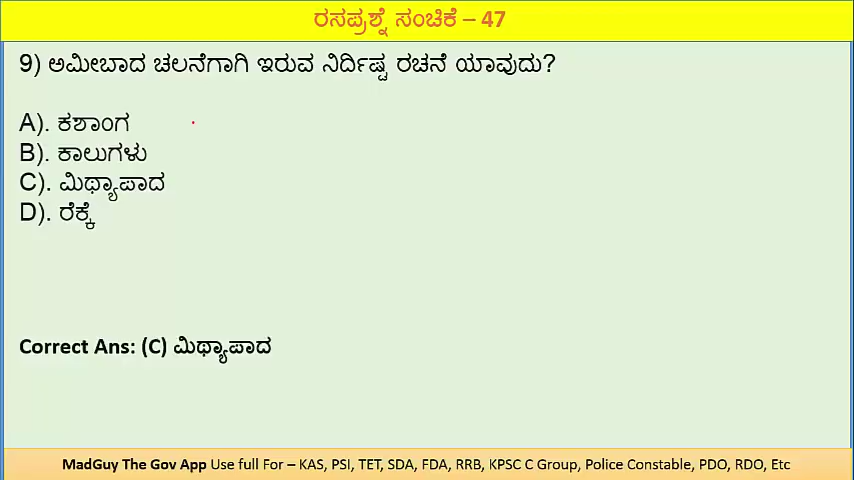 ರಸಪ್ರಶ್ನೆ ಸಂಚಿಕೆ – 47
9) ಅಮೀಬಾದ ಚಲನೆಗಾಗಿ ಇರುವ ನಿರ್ದಿಷ್ಟ ರಚನೆ ಯಾವುದು?
A). ಕಶಾಂಗ
B). ಕಾಲುಗಳು
C). ಮಿಥ್ಯಾಪಾದ
D). ರೆಕ್ಕೆ
Correct Ans: (C) ಮಿಥ್ಯಾಪಾದ
MadGuy The Gov App Use full For – KAS, PSI, TET, SDA, FDA, RRB, KPSC C Group, Police Constable, PDO, RDO, Etc